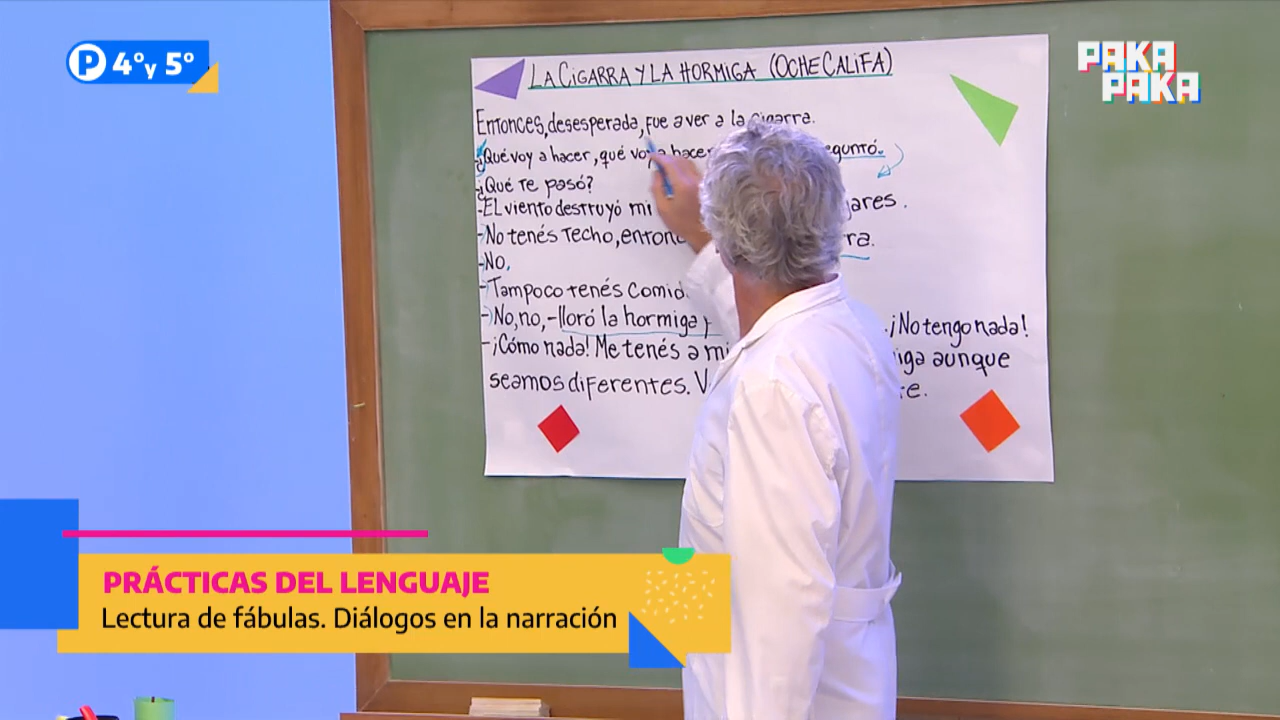 P 4° y 5°
PAKA
PAKA
LA CIGARRA Y LA HORMIGA (OCHE CALIFA)
Entonces, desesperada, fue a ver a la cigarra.
-¿Qué voy a hacer, qué voy a hacer
-¿Qué te pasó?
-El viento destruyó mi
-No tenés techo,
-No.
-Tampoco tenés
-No, no, -lloró la hormiga y ¡No tengo nada!
-¡Cómo nada! Me tenés a mi aunque
seamos diferentes.
PRÁCTICAS DEL LENGUAJE
Lectura de fábulas. Diálogos en la narración